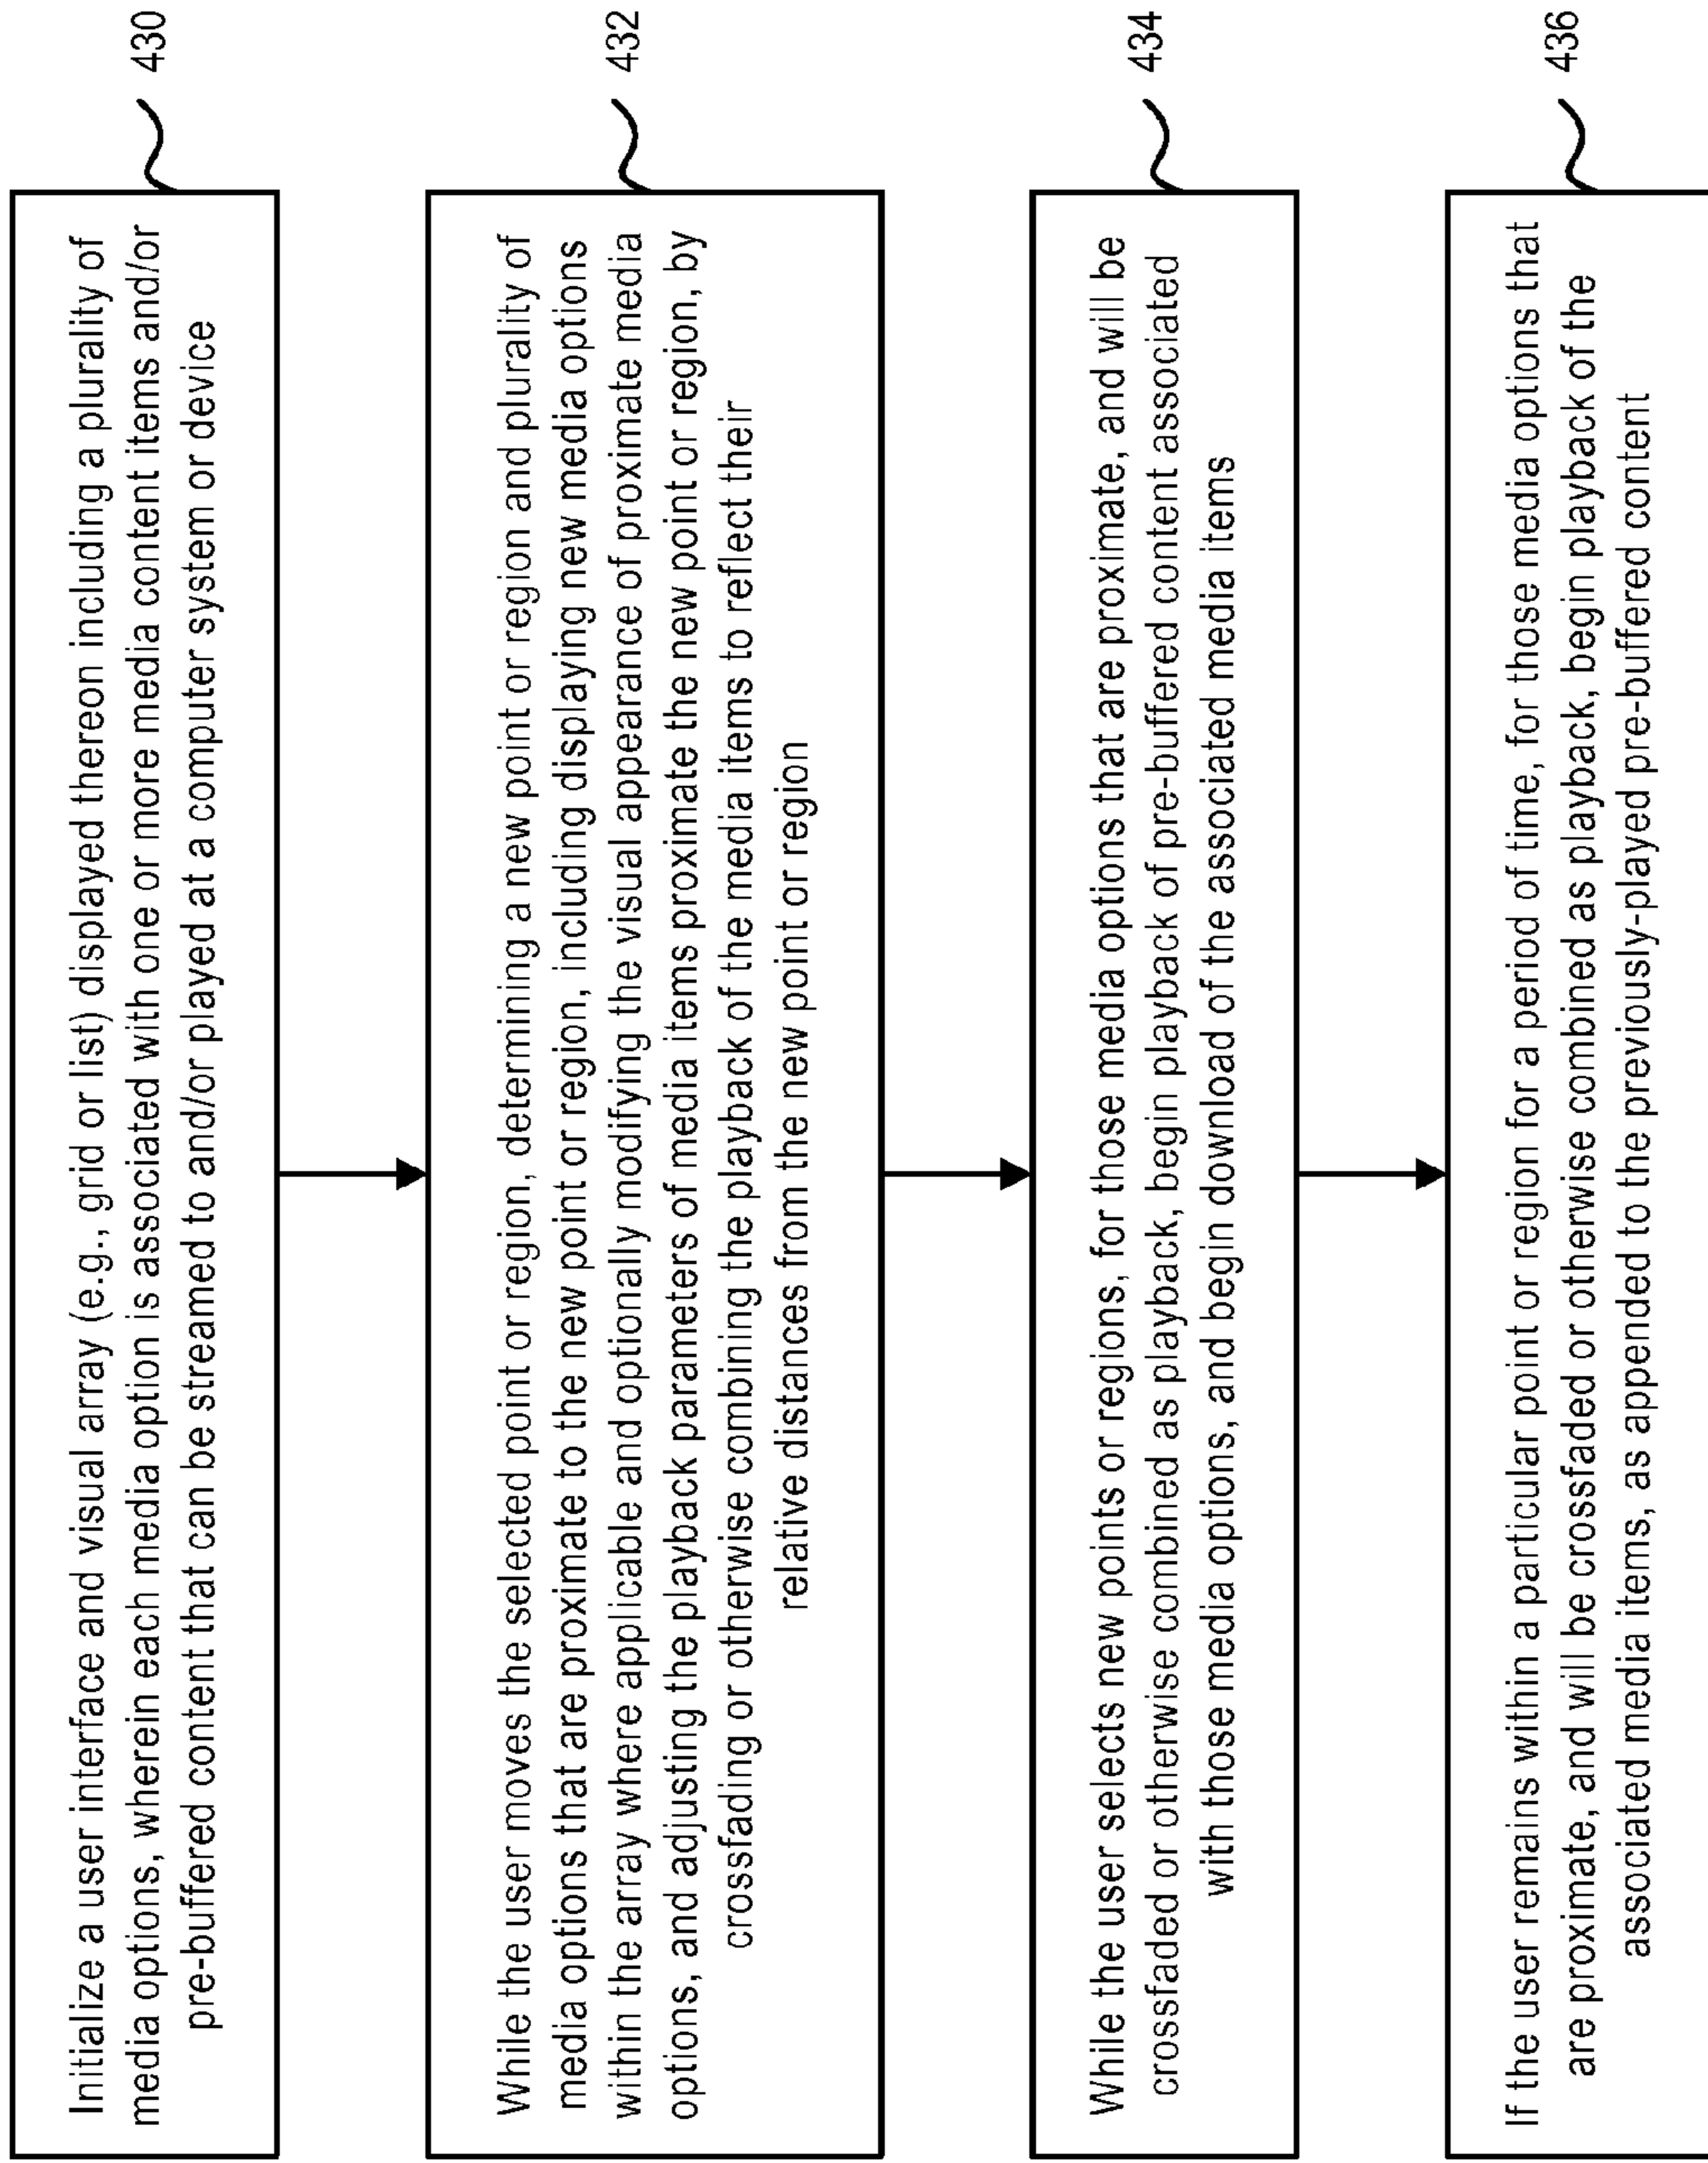 Initialize a user interface and visual array (e.g., grid or list) displayed thereon including a plurality of
media options, wherein each media option is associated with one or more media content items and/or
pre-buffered content that can be streamed to and/or played at a computer system or device
430
While the user moves the selected point or region, determining a new point or region and plurality of
media options that are proximate to the new point or region, including displaying new media options
within the array where applicable and optionally modifying the visual appearance of proximate media
options, and adjusting the playback parameters of media items proximate the new point or region, by
crossfading or otherwise combining the playback of the media items to reflect their
relative distances from the new point or region
432
While the user selects new points or regions, for those media options that are proximate, and will be
crossfaded or otherwise combined as playback, begin playback of pre-buffered content associated
with those media options, and begin download of the associated media items
434
If the user remains within a particular point or region for a period of time, for those media options that
are proximate, and will be crossfaded or otherwise combined as playback, begin playback of the
associated media items, as appended to the previously-played pre-buffered content
436